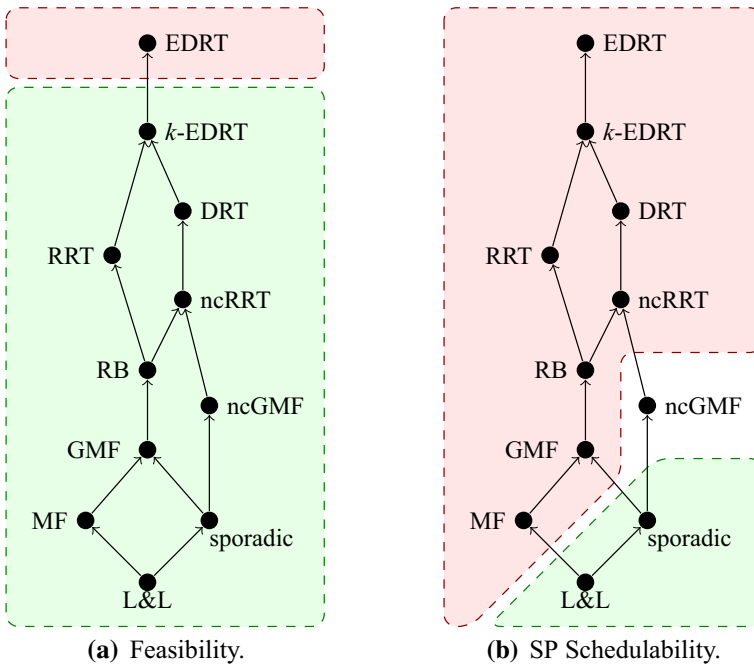 EDRT
k-EDRT
DRT
RRT
ncRRT
RB
ncGMF
GMF
MF
sporadic
L&L
(a) Feasibility.
EDRT
k-EDRT
DRT
RRT
ncRRT
RB
ncGMF
GMF
MF
sporadic
L&L
(b) SP Schedulability.